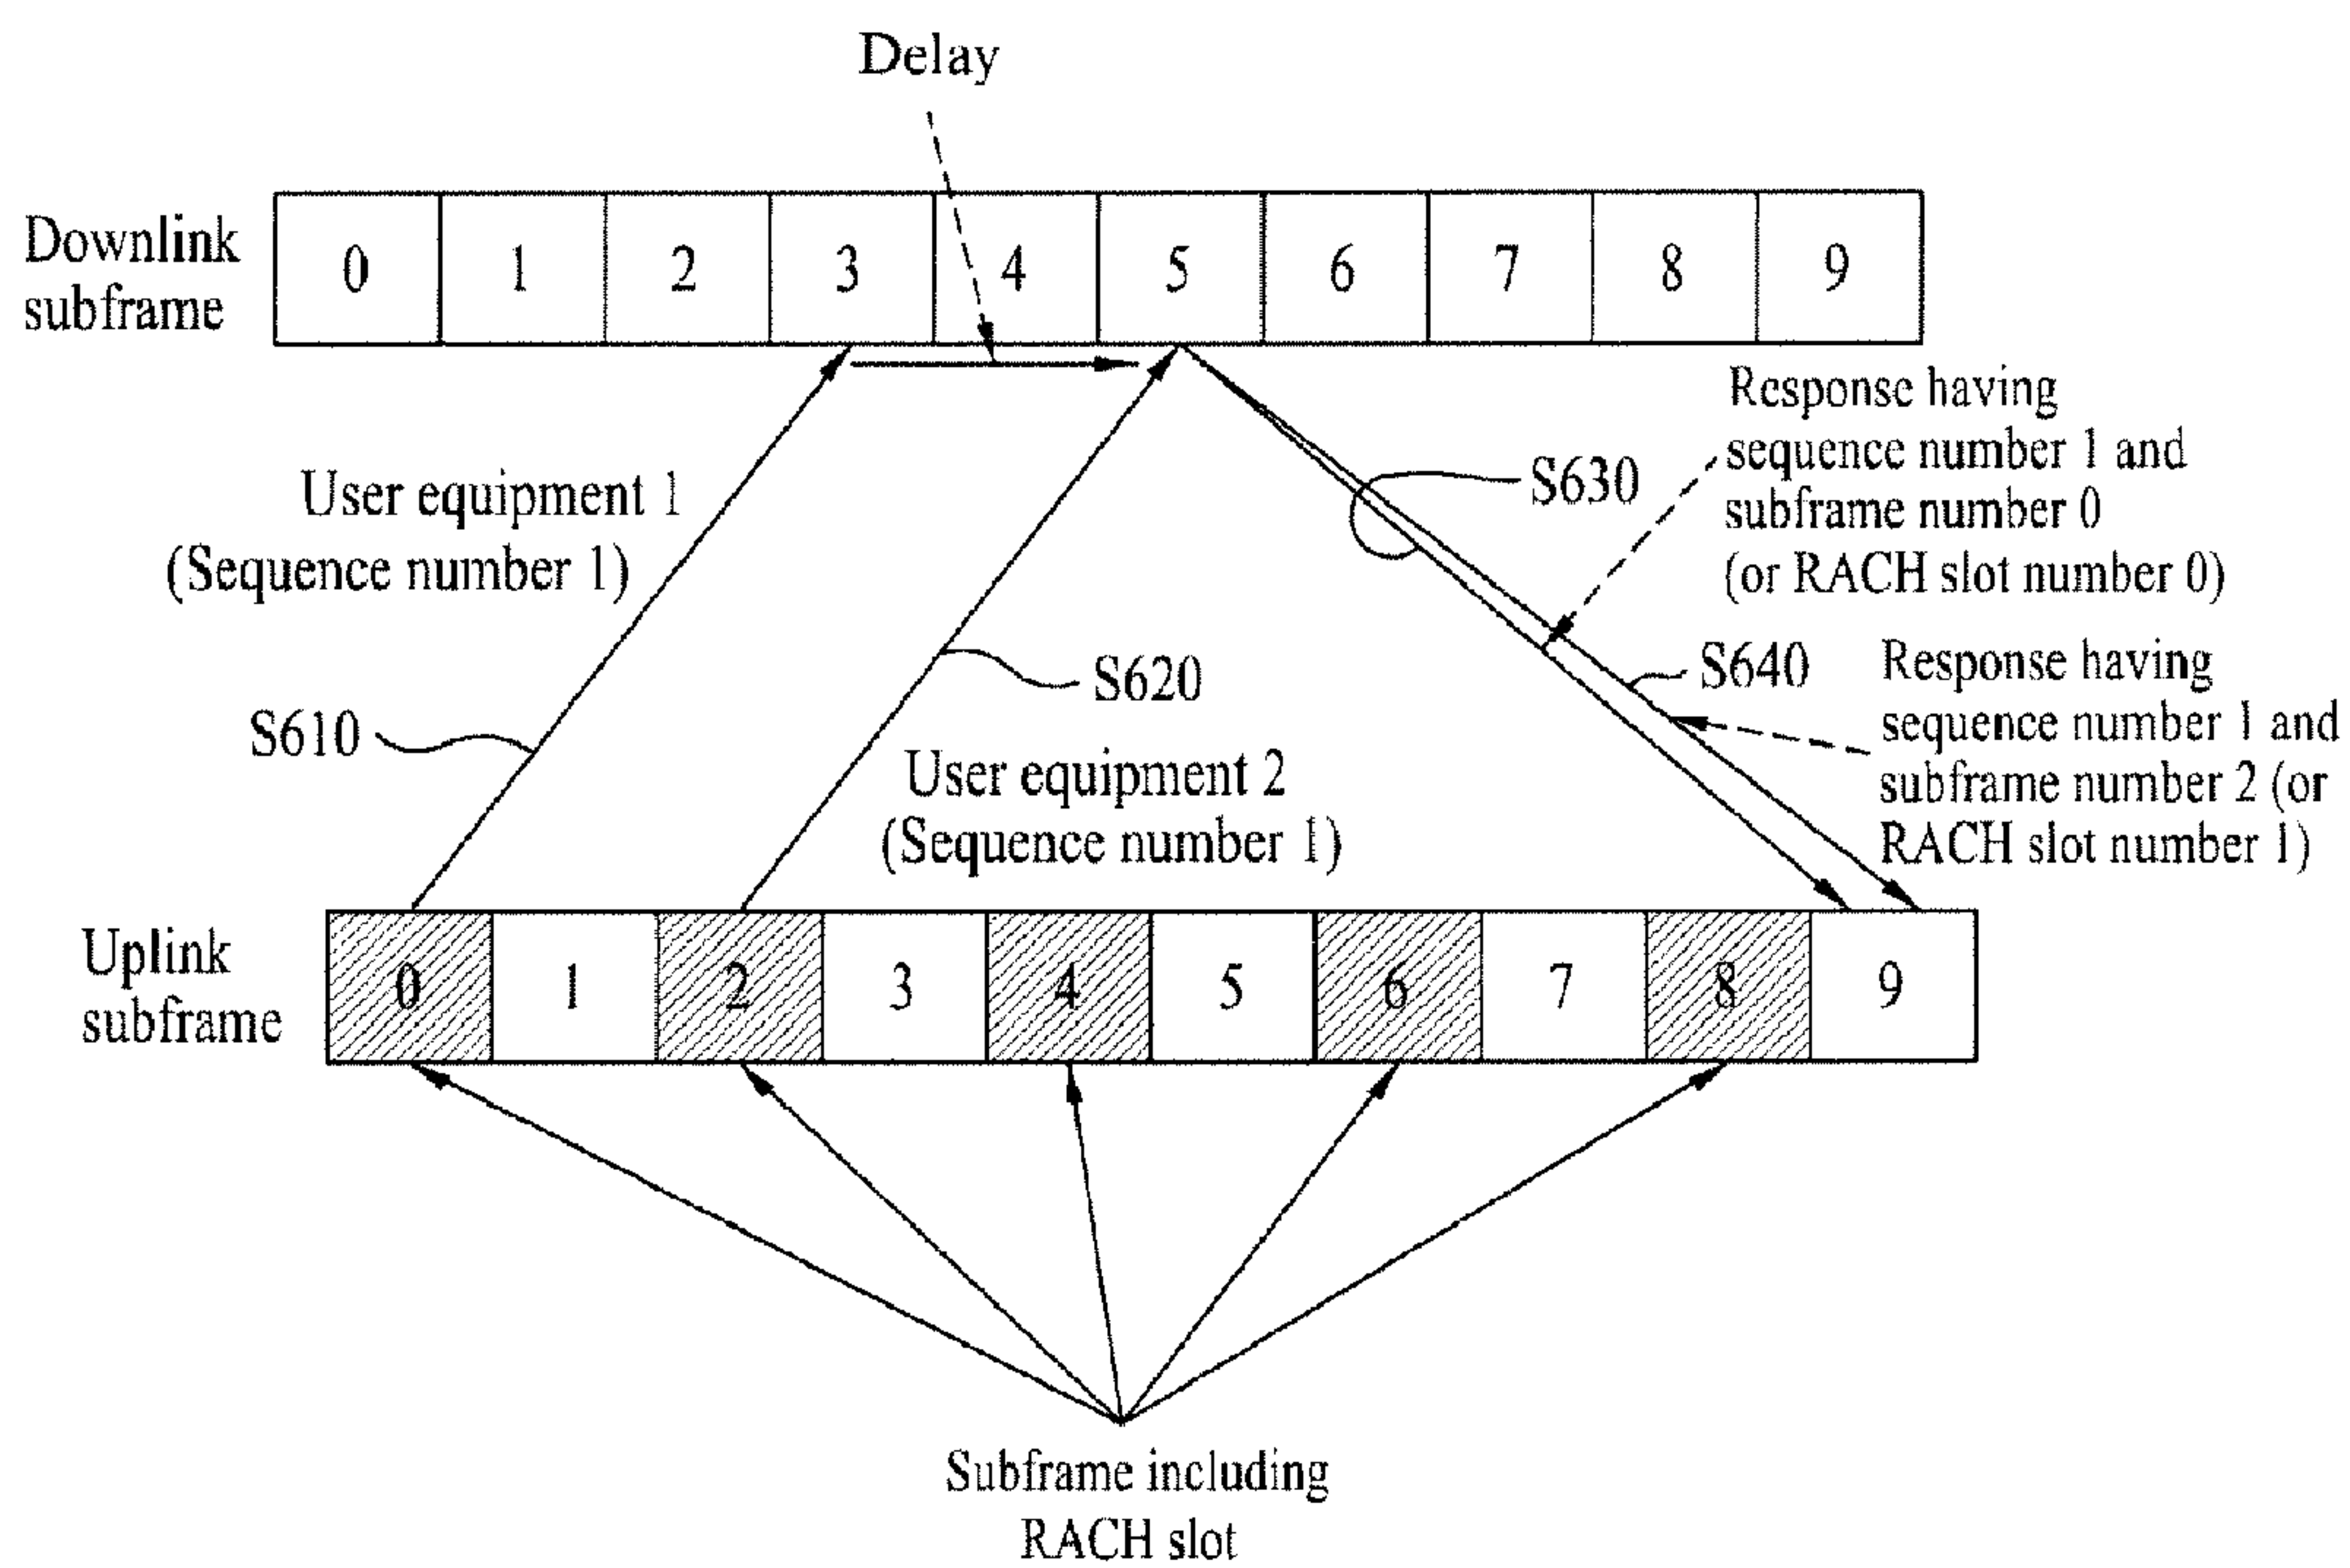 Delay
Downlink
subframe
0 1 2 3 4 5 6 7 8 9
Response having
sequence number 1 and
subframe number 0
(or RACH slot number 0)
S630
User equipment 1
(Sequence number 1)
S620
S640
Response having
sequence number 1 and
subframe number 2 (or
RACH slot number 1)
S610
User equipment 2
(Sequence number 1)
Uplink
subframe
0 1 2 3 4 5 6 7 8 9
Subframe including
RACH slot